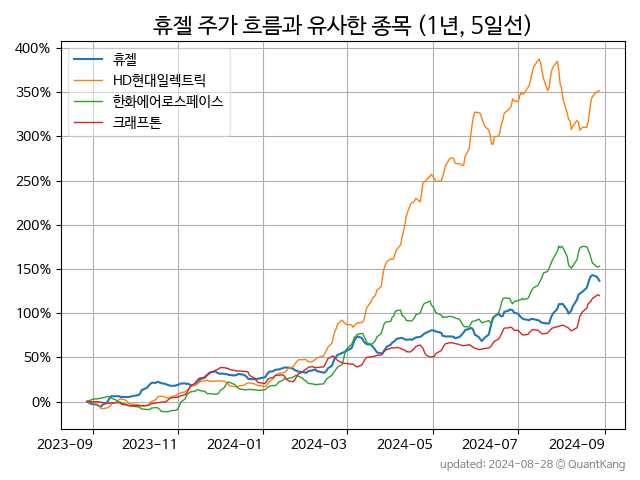 휴젤 주가 흐름과 유사한 종목 (1년, 5일선)
400%
350%
300%
250%
200%
150%
100%
50%
0%
휴젤
HD현대일렉트릭
한화에어로스페이스
크래프톤
2023-09
2023-11
2024-01
2024-03
2024-05
2024-07
2024-09
updated: 2024-08-28 @ QuantKang